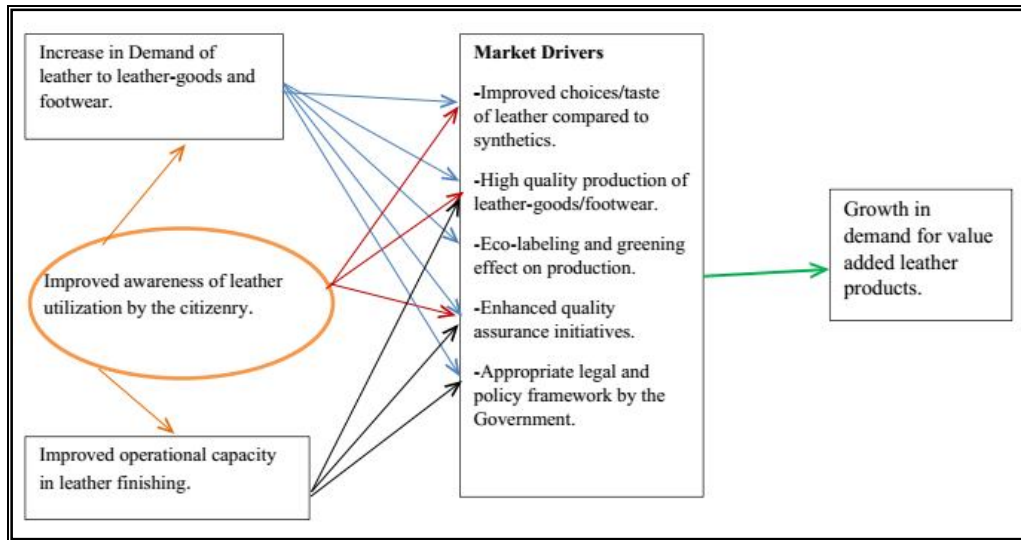 Increase in Demand of
leather to leather-goods and
footwear.
Improved awareness of leather
utilization by the citizenry.
Improved operational capacity
in leather finishing.
Market Drivers
-Improved choices/taste
of leather compared to
synthetics.
-High quality production of
leather-goods/footwear.
-Eco-labeling and greening
effect on production.
-Enhanced quality
assurance initiatives.
-Appropriate legal and
policy framework by the
Government.
Growth in
demand for value
added leather
products.